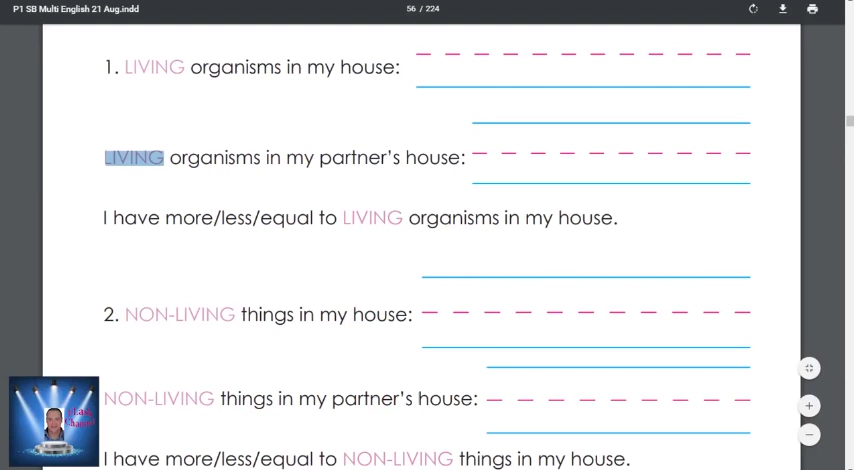 P1 SB Multi English 21 Aug.indd
56 / 224
1. LIVING organisms in my house:
LIVING organisms in my partner's house:
I have more/less/equal to LIVING organisms in my house.
2. NON-LIVING things in my house:
NON-LIVING things in my partner's house:
I have more/less/equal to NON-LIVING things in my house.